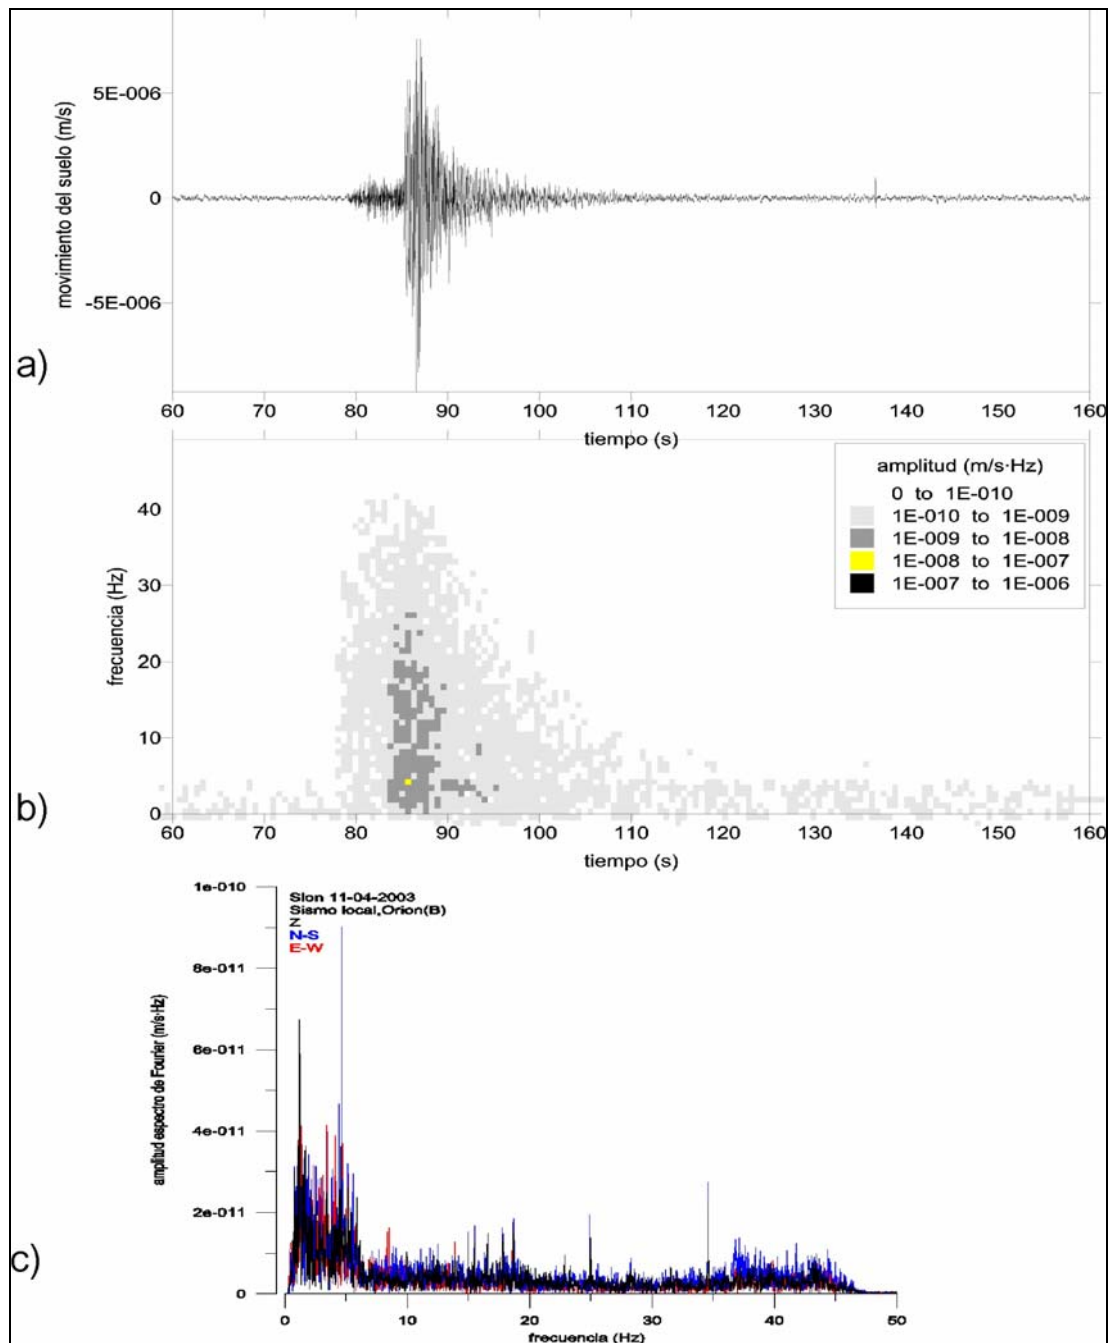 movimiento del suelo (m/s)
5E-006
0
-5E-006
a)
60 70 80 90 100 110 120 130 140 150 160
tiempo (s)
amplitud (m/s·Hz)
0 to 1E-010
1E-010 to 1E-009
1E-009 to 1E-008
1E-008 to 1E-007
1E-007 to 1E-006
frecuencia (Hz)
40
30
20
10
0
b)
60 70 80 90 100 110 120 130 140 150 160
tiempo (s)
amplitud espectro de Fourier (m/s·Hz)
1e-010
8e-011
6e-011
4e-011
2e-011
0
Slon 11-04-2003
Sismo local,Orion(B)
Z
N-S
E-W
c)
0 10 20 30 40 50
frecuencia (Hz)